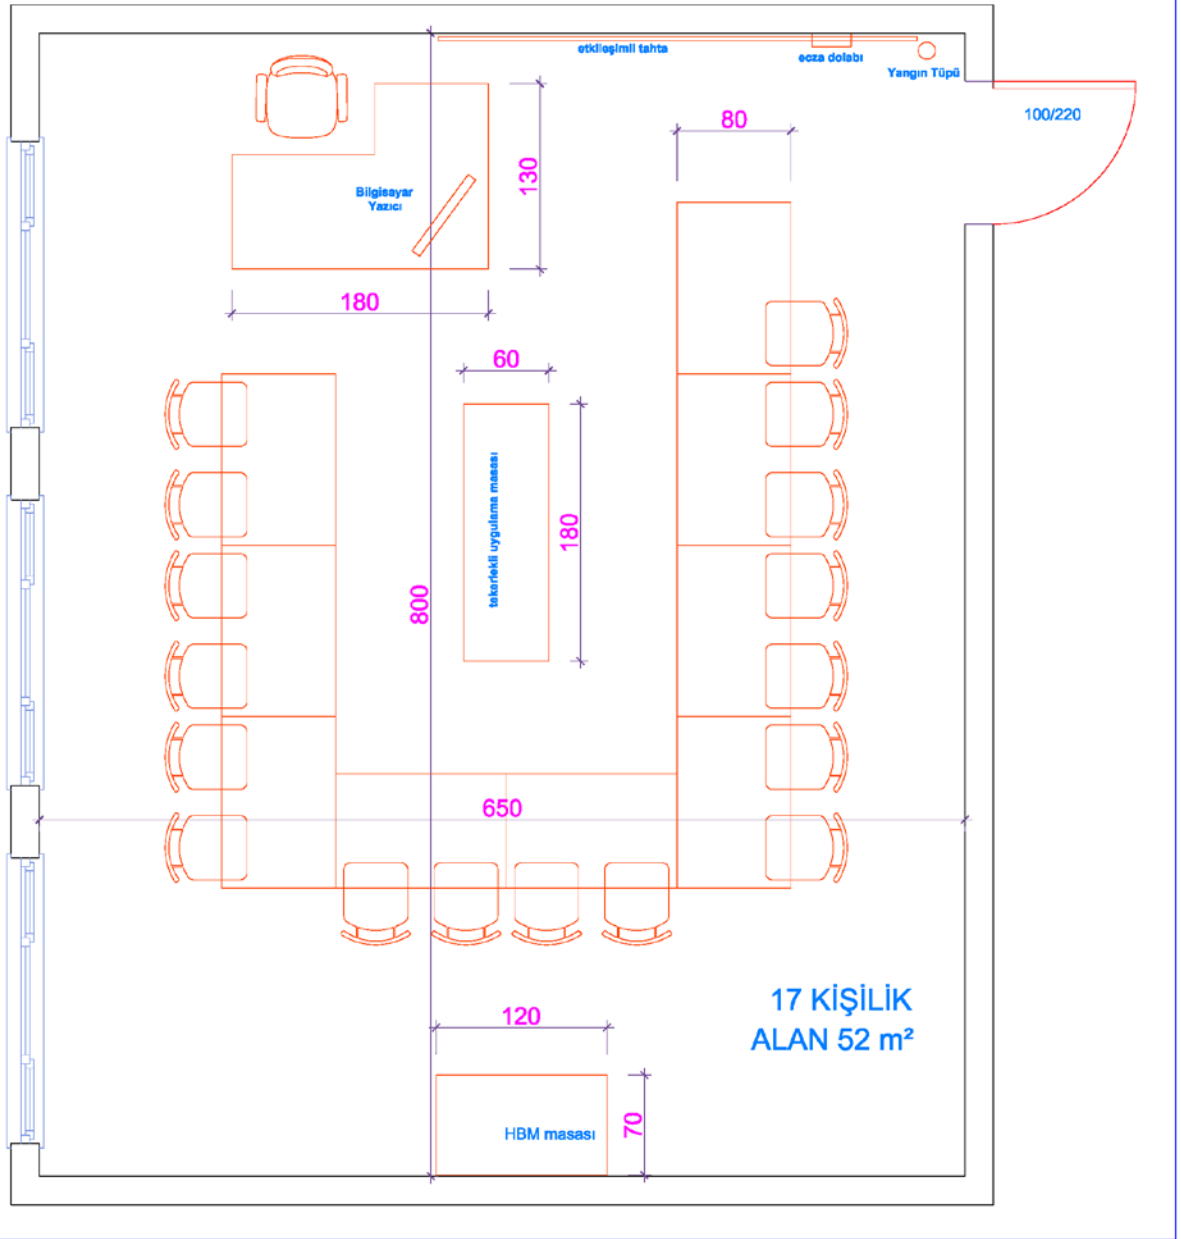 etkileşimli tahta
ecza dolabı
Yangın Tüpü
100/220
80
130
Bilgisayar
Yazıcı
180
60
tekerlekli uygulama masası
180
800
650
17 KİŞİLİK
ALAN 52 m²
120
HBM masası
70